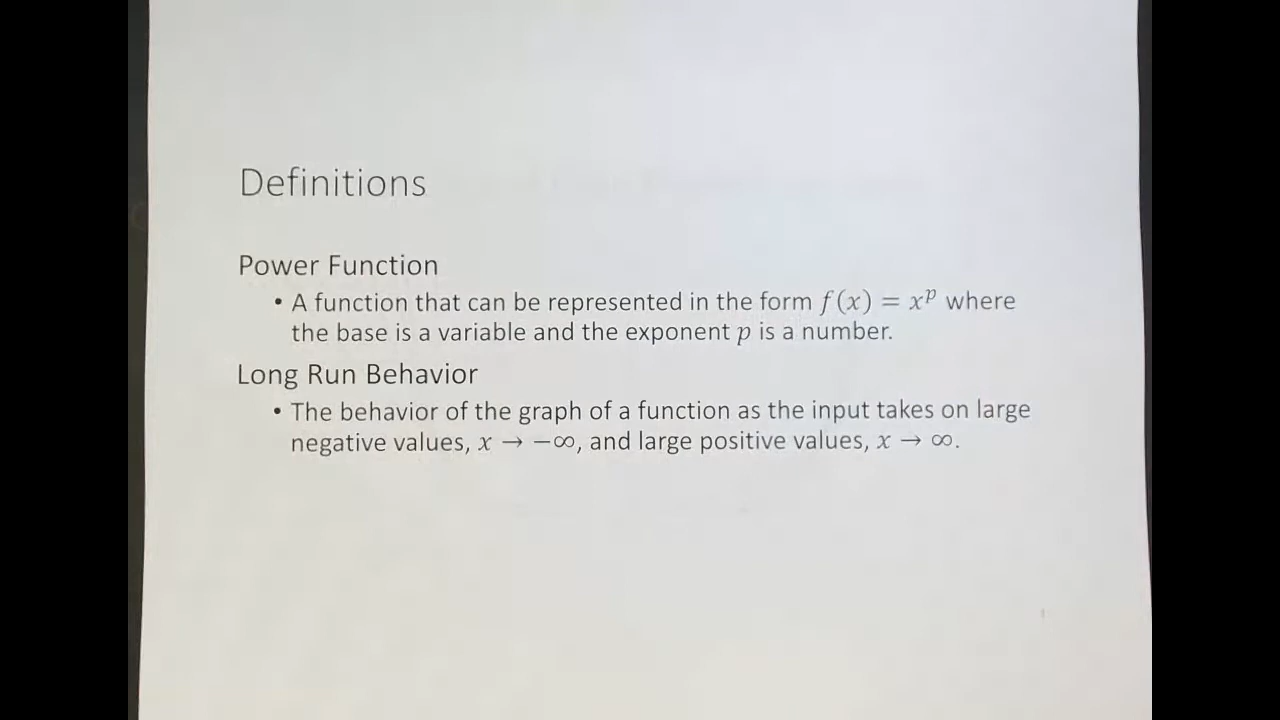 Definitions
Power Function
• A function that can be represented in the form f(x) = x^p where
the base is a variable and the exponent p is a number.
Long Run Behavior
• The behavior of the graph of a function as the input takes on large
negative values, x → −∞, and large positive values, x → ∞.